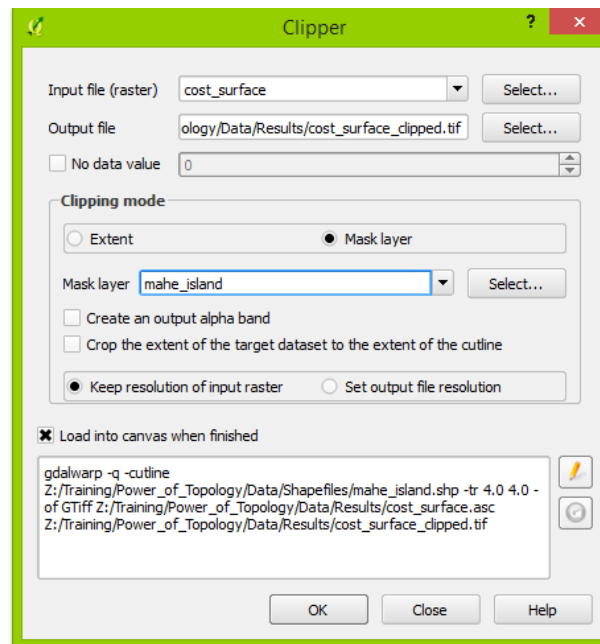 Clipper
?
Input file (raster) cost_surface Select...
Output file ology/Data/Results/cost_surface_clipped.tif Select...
No data value 0
Clipping mode
Extent Mask layer
Mask layer mahe_island Select...
Create an output alpha band
Crop the extent of the target dataset to the extent of the cutline
Keep resolution of input raster Set output file resolution
Load into canvas when finished
gdalwarp -q -cutline
Z:/Training/Power_of_Topology/Data/Shapefiles/mahe_island.shp -tr 4.0 4.0 -
of GTiff Z:/Training/Power_of_Topology/Data/Results/cost_surface.asc
Z:/Training/Power_of_Topology/Data/Results/cost_surface_clipped.tif
OK Close Help